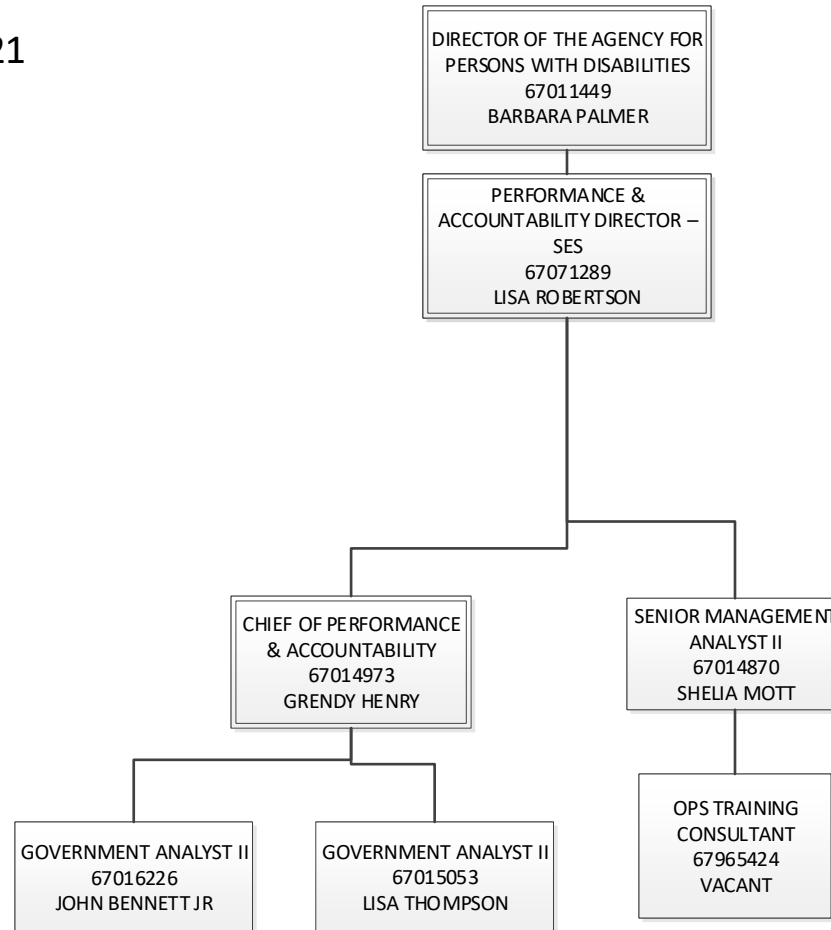 21
DIRECTOR OF THE AGENCY FOR
PERSONS WITH DISABILITIES
67011449
BARBARA PALMER
PERFORMANCE &
ACCOUNTABILITY DIRECTOR –
SES
67071289
LISA ROBERTSON
CHIEF OF PERFORMANCE
& ACCOUNTABILITY
67014973
GRENDY HENRY
SENIOR MANAGEMENT
ANALYST II
67014870
SHELIA MOTT
GOVERNMENT ANALYST II
67016226
JOHN BENNETT JR
GOVERNMENT ANALYST II
67015053
LISA THOMPSON
OPS TRAINING
CONSULTANT
67965424
VACANT